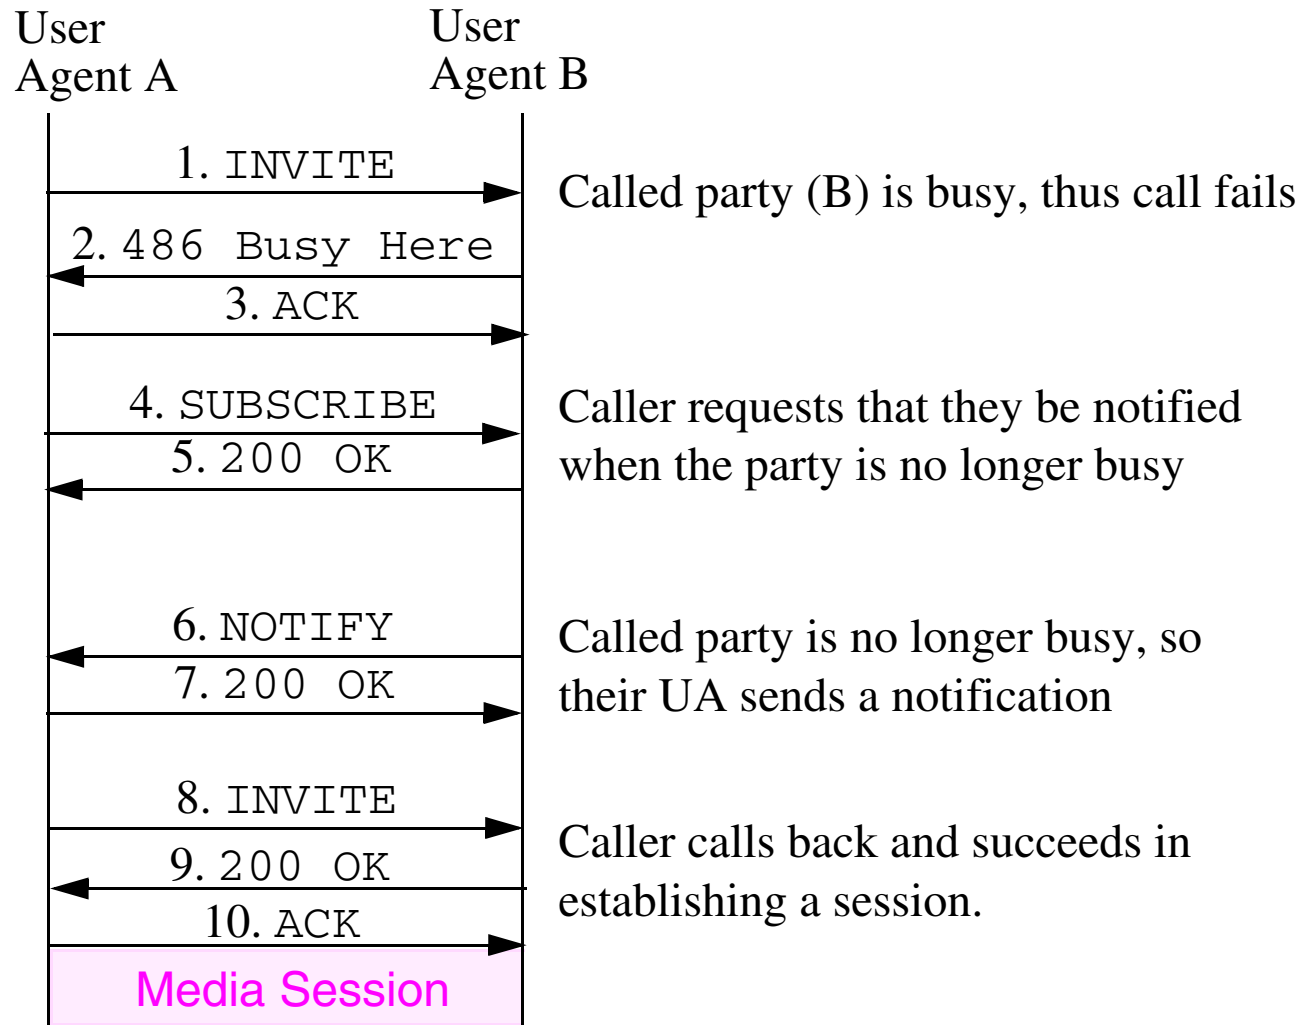 User
Agent A
User
Agent B
1. INVITE
Called party (B) is busy, thus call fails
2. 486 Busy Here
3. ACK
4. SUBSCRIBE
Caller requests that they be notified
when the party is no longer busy
5. 200 OK
6. NOTIFY
Called party is no longer busy, so
their UA sends a notification
7. 200 OK
8. INVITE
9. 200 OK
Caller calls back and succeeds in
establishing a session.
10. ACK
Media Session